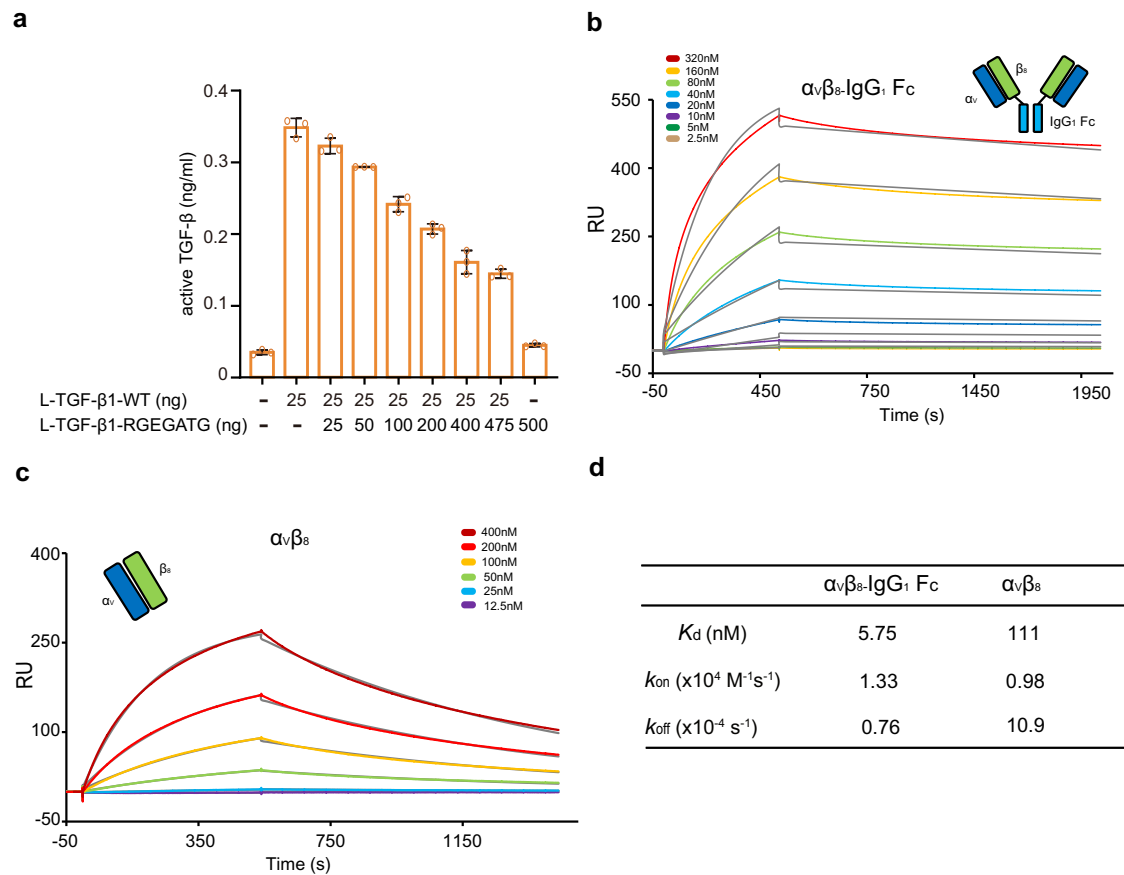 a
0.4
0.3
0.2
0.1
0
active TGF-β (ng/ml)
L-TGF-β1-WT (ng) - 25 25 25 25 25 25 25 -
L-TGF-β1-RGEGATG (ng) - - 25 50 100 200 400 475 500
b
320nM
160nM
80nM
40nM
20nM
10nM
5nM
2.5nM
αvβ8-IgG1 Fc
αv
β8
IgG1 Fc
550
400
250
100
-50
RU
-50 450 750 1450 1950
Time (s)
c
αvβ8
αv
β8
400nM
200nM
100nM
50nM
25nM
12.5nM
400
250
100
-50
RU
-50 350 750 1150
Time (s)
d
αvβ8-IgG1 Fc αvβ8
Kd (nM) 5.75 111
kon (x10⁴ M⁻¹s⁻¹) 1.33 0.98
koff (x10⁻⁴ s⁻¹) 0.76 10.9